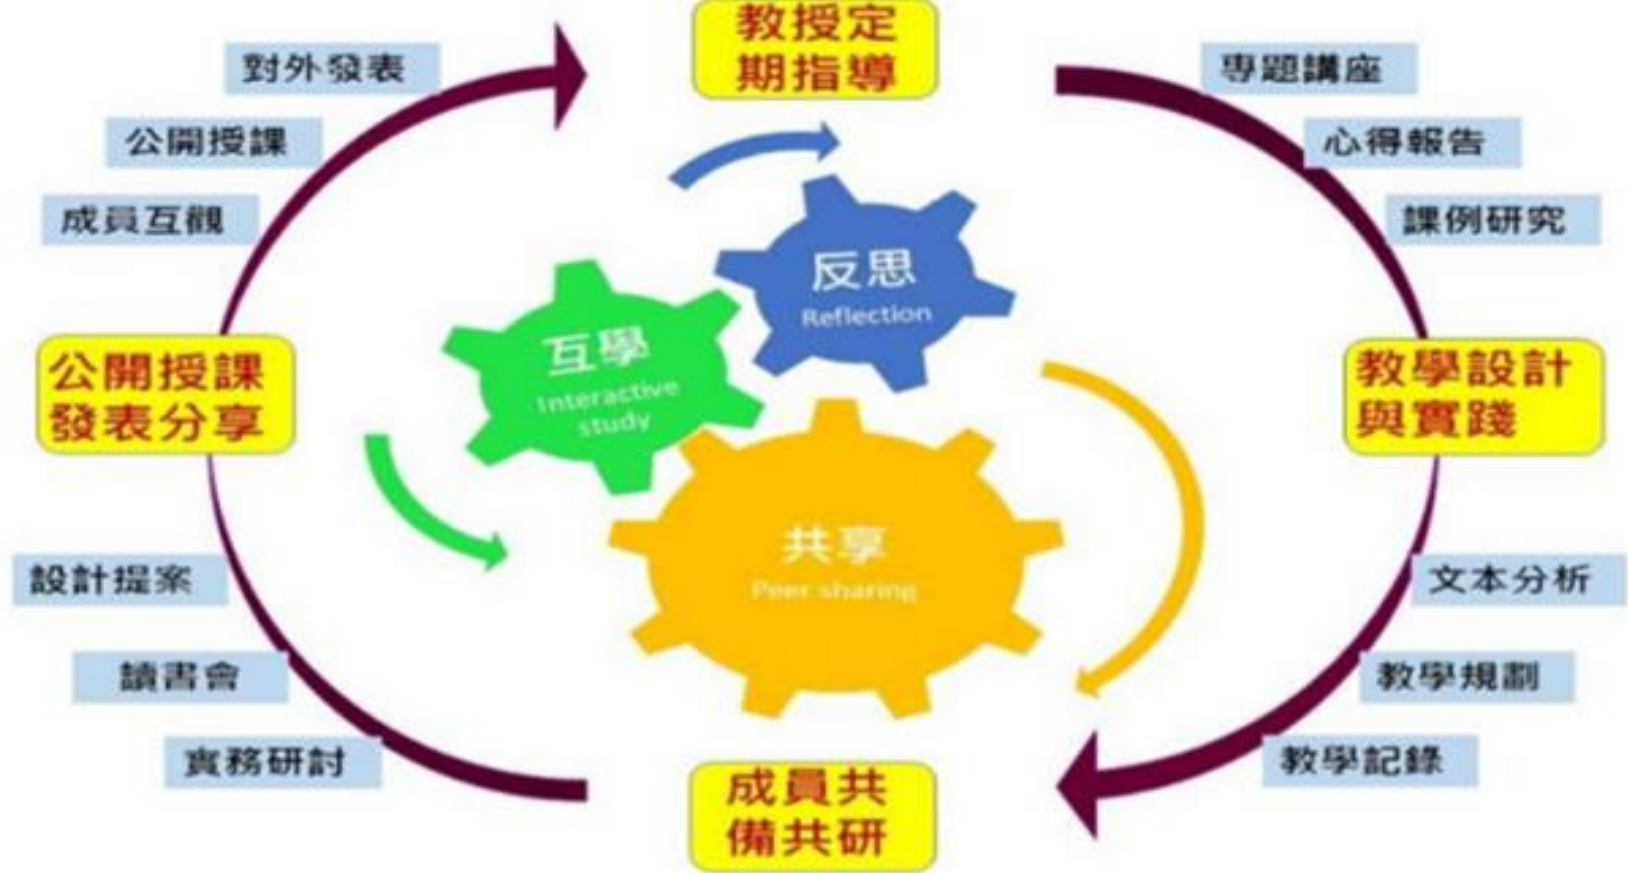 教授定
期指導
對外發表
公開授課
成員互觀
專題講座
心得報告
課例研究
反思
Reflection
互學
Interactive
study
公開授課
發表分享
教學設計
與實踐
共享
Peer sharing
設計提案
讀書會
實務研討
文本分析
教學規劃
教學記錄
成員共
備共研